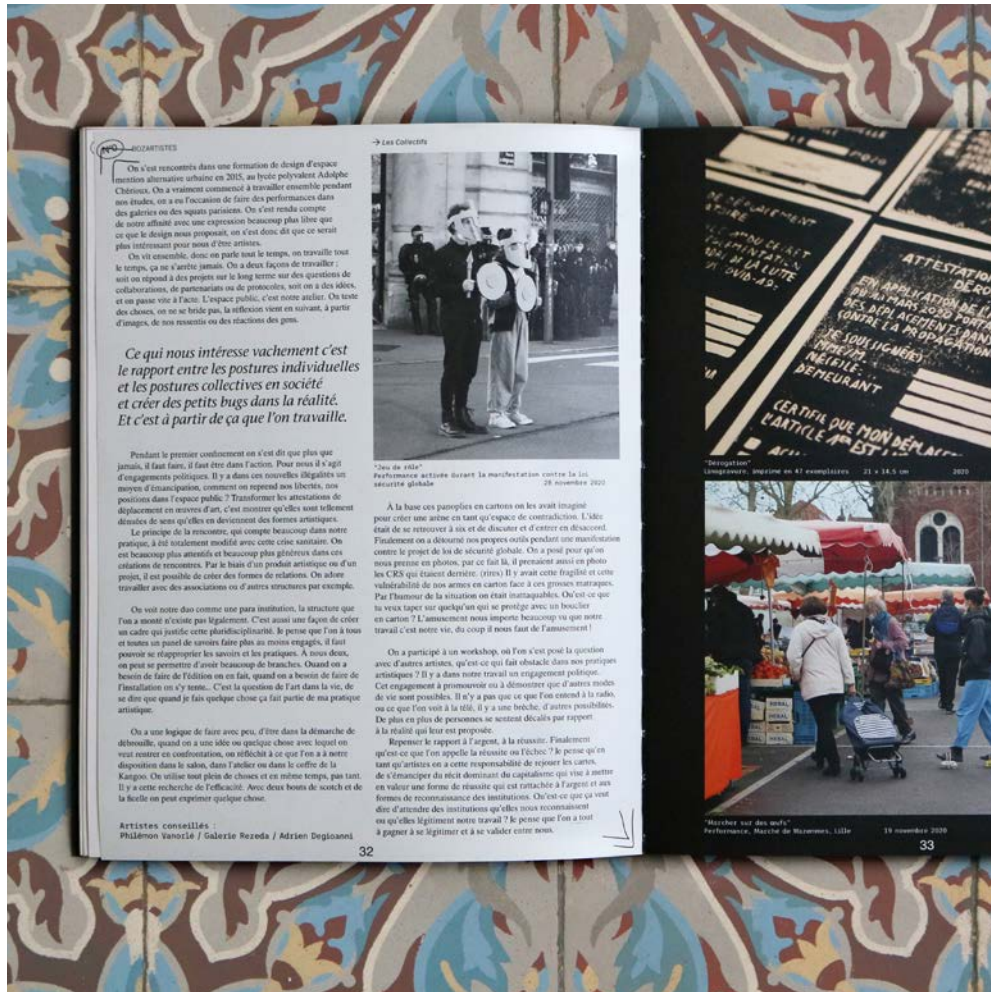 N°0 BOZARTISTES
On s'est rencontrés dans une formation de design d'espace
mention alternative urbaine en 2015, au lycée polyvalent Adolphe
Chérioux. On a vraiment commencé à travailler ensemble pendant
nos études, on a eu l'occasion de faire des performances dans
des galeries ou des squats parisiens. On s'est rendu compte
de notre affinité avec une expression beaucoup plus libre que
ce que le design nous proposait, on s'est donc dit que ce serait
plus intéressant pour nous d'être artistes.
On vit ensemble, donc on parle tout le temps, on travaille tout
le temps, ça ne s'arrête jamais. On a deux façons de travailler ;
soit on répond à des projets sur le long terme sur des questions de
collaborations, de partenariats ou de protocoles, soit on a des idées,
et on passe vite à l'acte. L'espace public, c'est notre atelier. On teste
des choses, on ne se bride pas, la réflexion vient en suivant, à partir
d'images, de nos ressentis ou des réactions des gens.
Ce qui nous intéresse vachement c'est
le rapport entre les postures individuelles
et les postures collectives en société
et créer des petits bugs dans la réalité.
Et c'est à partir de ça que l'on travaille.
Pendant le premier confinement on s'est dit que plus que
jamais, il faut faire, il faut être dans l'action. Pour nous il s'agit
d'engagements politiques. Il y a dans ces nouvelles illégalités un
moyen d'émancipation, comment on reprend nos libertés, nos
positions dans l'espace public ? Transformer les attestations de
déplacement en œuvres d'art, c'est montrer qu'elles sont tellement
dénuées de sens qu'elles en deviennent des formes artistiques.
Le principe de la rencontre, qui compte beaucoup dans notre
pratique, à été totalement modifié avec cette crise sanitaire. On
est beaucoup plus attentifs et beaucoup plus généreux dans ces
créations de rencontres. Par le biais d'un produit artistique ou d'un
projet, il est possible de créer des formes de relations. On adore
travailler avec des associations ou d'autres structures par exemple.
On voit notre duo comme une para institution, la structure que
l'on a monté n'existe pas légalement. C'est aussi une façon de créer
un cadre qui justifie cette pluridisciplinarité. Je pense que l'on à tous
et toutes un panel de savoirs faire plus au moins engagés, il faut
pouvoir se réapproprier les savoirs et les pratiques. À nous deux,
on peut se permettre d'avoir beaucoup de branches. Quand on a
besoin de faire de l'édition on en fait, quand on a besoin de faire de
l'installation on s'y tente... C'est la question de l'art dans la vie, de
se dire que quand je fais quelque chose ça fait partie de ma pratique
artistique.
On a une logique de faire avec peu, d'être dans la démarche de
débrouille, quand on a une idée ou quelque chose avec lequel on
veut rentrer en confrontation, on réfléchit à ce que l'on a à notre
disposition dans le salon, dans l'atelier ou dans le coffre de la
Kangoo. On utilise tout plein de choses et en même temps, pas tant.
Il y a cette recherche de l'efficacité. Avec deux bouts de scotch et de
la ficelle on peut exprimer quelque chose.
Artistes conseillés :
Philémon Vanorlé / Galerie Rezeda / Adrien Degioanni
32
→ Les Collectifs
"Jeu de rôle"
Performance activée durant la manifestation contre la loi
sécurité globale 28 novembre 2020
À la base ces panoplies en cartons on les avait imaginé
pour créer une arène en tant qu'espace de contradiction. L'idée
était de se retrouver à six et de discuter et d'entrer en désaccord.
Finalement on a détourné nos propres outils pendant une manifestation
contre le projet de loi de sécurité globale. On a posé pour qu'on
nous prenne en photos, par ce fait là, il prenaient aussi en photo
les CRS qui étaient derrière. (rires) Il y avait cette fragilité et cette
vulnérabilité de nos armes en carton face à ces grosses matraques.
Par l'humour de la situation on était inattaquables. Qu'est-ce que
tu veux taper sur quelqu'un qui se protège avec un bouclier
en carton ? L'amusement nous importe beaucoup vu que notre
travail c'est notre vie, du coup il nous faut de l'amusement !
On a participé à un workshop, où l'on s'est posé la question
avec d'autres artistes, qu'est-ce qui fait obstacle dans nos pratiques
artistiques ? Il y a dans notre travail un engagement politique.
Cet engagement à promouvoir ou à démontrer que d'autres modes
de vie sont possibles. Il n'y a pas que ce que l'on entend à la radio,
ou ce que l'on voit à la télé, il y a une brèche, d'autres possibilités.
De plus en plus de personnes se sentent décalés par rapport
à la réalité qui leur est proposée.
Repenser le rapport à l'argent, à la réussite. Finalement
qu'est-ce que l'on appelle la réussite ou l'échec ? Je pense qu'en
tant qu'artistes on a cette responsabilité de rejouer les cartes,
de s'émanciper du récit dominant du capitalisme qui vise à mettre
en valeur une forme de réussite qui est rattachée à l'argent et aux
formes de reconnaissance des institutions. Qu'est-ce que ça veut
dire d'attendre des institutions qu'elles nous reconnaissent
ou qu'elles légitiment notre travail ? Je pense que l'on a tout
à gagner à se légitimer et à se valider entre nous.
ATTESTATION
DÉRO
EN APPLICATION DE L
DU 23 MARS 2020 PORTA
DES DÉPLACEMENTS DANS
CONTRE LA PROPAGATION
JE SOUSSIGNÉ(E)
MME/M.
NÉ(E) LE:
DEMEURANT
CERTIFIE QUE MON DÉPLA
L'ARTICLE 1ER EST L
DE LA LUTTE
OVID-19:
"Dérogation"
Linogravure, imprimé en 47 exemplaires 21 x 14.5 cm 2020
"Marcher sur des œufs"
Performance, Marché de Wazemmes, Lille 19 novembre 2020
33